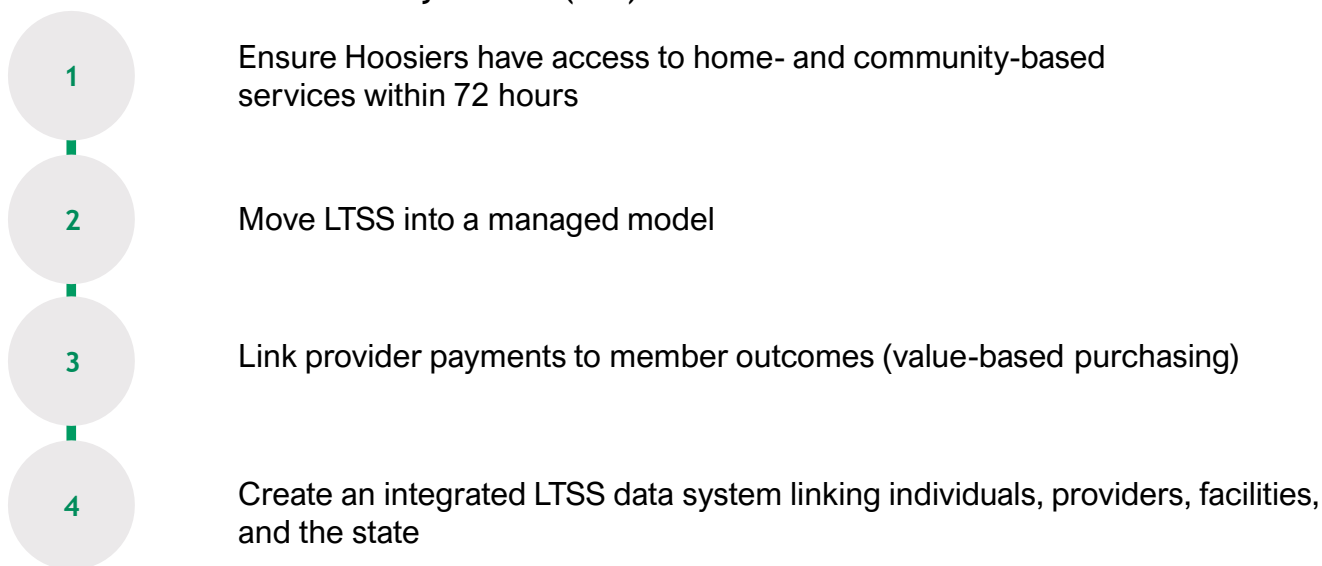 1
Ensure Hoosiers have access to home- and community-based
services within 72 hours
2
Move LTSS into a managed model
3
Link provider payments to member outcomes (value-based purchasing)
4
Create an integrated LTSS data system linking individuals, providers, facilities,
and the state